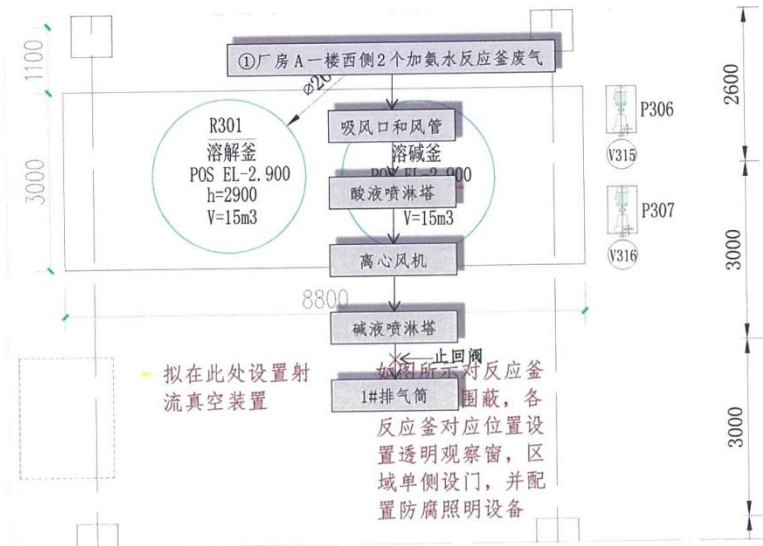 1100
3000
①厂房A一楼西侧2个加氨水反应釜废气
吸风口和风管
R301
溶解釜
POS EL-2.900
h=2900
V=15m3
溶碱釜
酸液喷淋塔
V=15m3
离心风机
8800
碱液喷淋塔
止回阀
1#排气筒
拟在此处设置射
流真空装置
如图所示对反应釜
围蔽，各
反应釜对应位置设
置透明观察窗，区
域单侧设门，并配
置防腐照明设备
P306
V315
P307
V316
2600
3000
3000